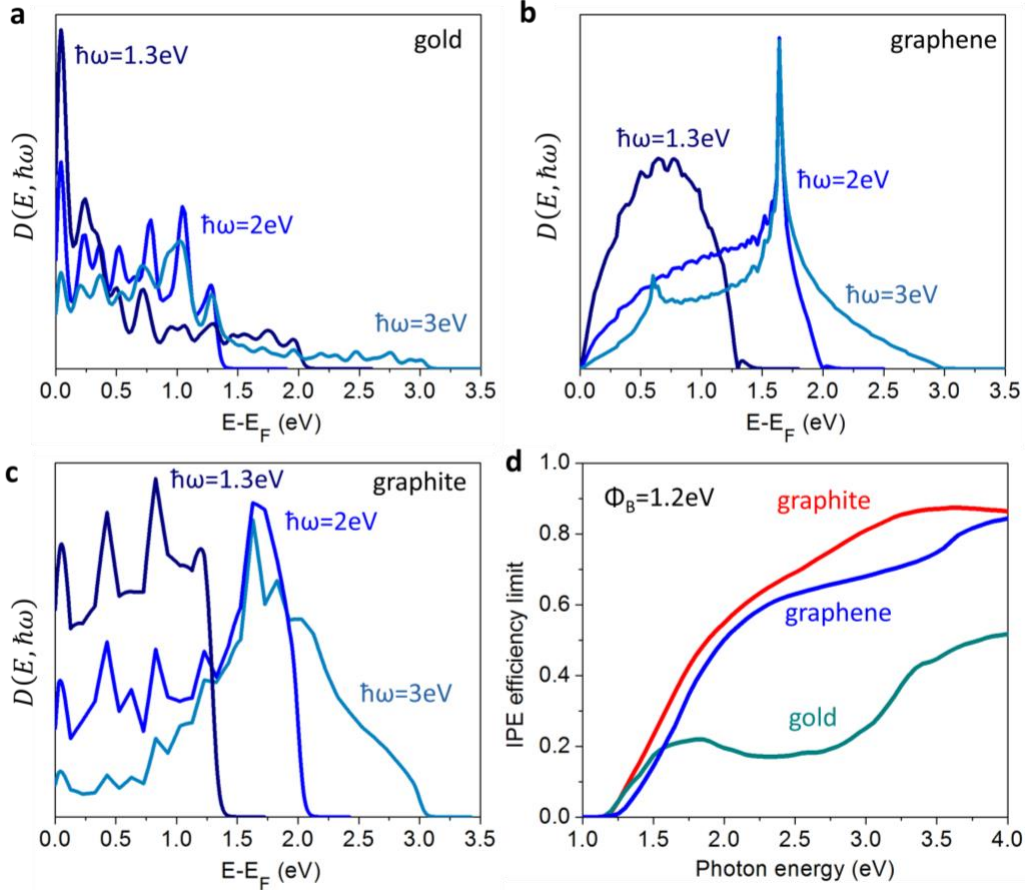 a
gold
D(E, ħω)
ħω=1.3eV
ħω=2eV
ħω=3eV
0.0 0.5 1.0 1.5 2.0 2.5 3.0 3.5
E-E_F (eV)
b
graphene
D(E, ħω)
ħω=1.3eV
ħω=2eV
ħω=3eV
0.0 0.5 1.0 1.5 2.0 2.5 3.0 3.5
E-E_F (eV)
c
graphite
D(E, ħω)
ħω=1.3eV
ħω=2eV
ħω=3eV
0.0 0.5 1.0 1.5 2.0 2.5 3.0 3.5
E-E_F (eV)
d
Φ_B=1.2eV
graphite
graphene
gold
IPE efficiency limit
1.0
0.8
0.6
0.4
0.2
0.0
1.0 1.5 2.0 2.5 3.0 3.5 4.0
Photon energy (eV)